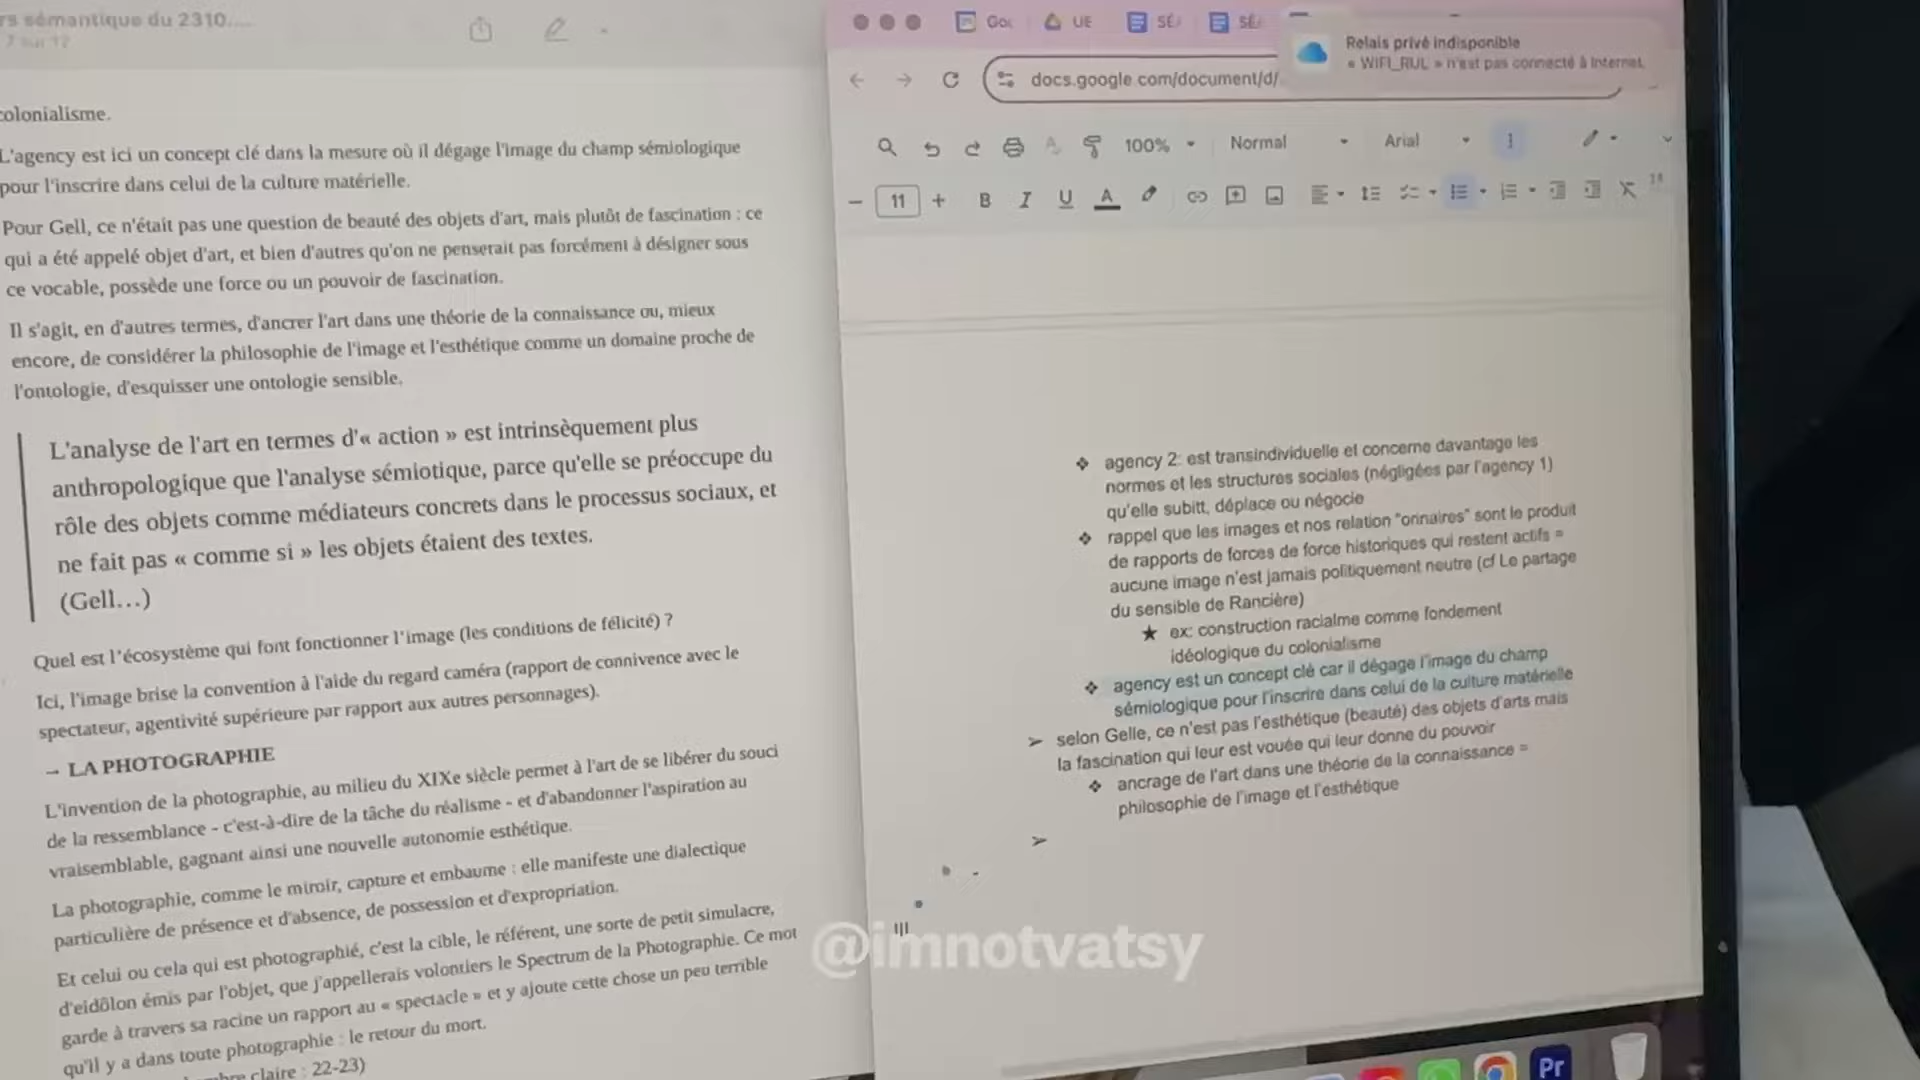 rs sémantique du 2310....
7 sur 12
colonialisme.
L'agency est ici un concept clé dans la mesure où il dégage l'image du champ sémiologique
pour l'inscrire dans celui de la culture matérielle.
Pour Gell, ce n'était pas une question de beauté des objets d'art, mais plutôt de fascination : ce
qui a été appelé objet d'art, et bien d'autres qu'on ne penserait pas forcément à désigner sous
ce vocable, possède une force ou un pouvoir de fascination.
Il s'agit, en d'autres termes, d'ancrer l'art dans une théorie de la connaissance ou, mieux
encore, de considérer la philosophie de l'image et l'esthétique comme un domaine proche de
l'ontologie, d'esquisser une ontologie sensible.
L'analyse de l'art en termes d'« action » est intrinsèquement plus
anthropologique que l'analyse sémiotique, parce qu'elle se préoccupe du
rôle des objets comme médiateurs concrets dans le processus sociaux, et
ne fait pas « comme si » les objets étaient des textes.
(Gell...)
Quel est l'écosystème qui font fonctionner l'image (les conditions de félicité) ?
Ici, l'image brise la convention à l'aide du regard caméra (rapport de connivence avec le
spectateur, agentivité supérieure par rapport aux autres personnages).
→ LA PHOTOGRAPHIE
L'invention de la photographie, au milieu du XIXe siècle permet à l'art de se libérer du souci
de la ressemblance - c'est-à-dire de la tâche du réalisme - et d'abandonner l'aspiration au
vraisemblable, gagnant ainsi une nouvelle autonomie esthétique.
La photographie, comme le miroir, capture et embaume : elle manifeste une dialectique
particulière de présence et d'absence, de possession et d'expropriation.
Et celui ou cela qui est photographié, c'est la cible, le référent, une sorte de petit simulacre,
d'eidôlon émis par l'objet, que j'appellerais volontiers le Spectrum de la Photographie. Ce mot
garde à travers sa racine un rapport au « spectacle » et y ajoute cette chose un peu terrible
qu'il y a dans toute photographie : le retour du mort.
claire : 22-23)
Goo
UE
SÉA
SÉA
Relais privé indisponible
« WIFI_RUL » n'est pas connecté à Internet.
docs.google.com/document/d/
100%
Normal
Arial
11
B I U A
agency 2: est transindividuelle et concerne davantage les
normes et les structures sociales (négligées par l'agency 1)
qu'elle subitt, déplace ou négocie
rappel que les images et nos relation "orinaires" sont le produit
de rapports de forces de force historiques qui restent actifs =
aucune image n'est jamais politiquement neutre (cf Le partage
du sensible de Rancière)
★ ex: construction racialme comme fondement
idéologique du colonialisme
agency est un concept clé car il dégage l'image du champ
sémiologique pour l'inscrire dans celui de la culture matérielle
selon Gelle, ce n'est pas l'esthétique (beauté) des objets d'arts mais
la fascination qui leur est vouée qui leur donne du pouvoir
ancrage de l'art dans une théorie de la connaissance =
philosophie de l'image et l'esthétique
@imnotvatsy
Pr